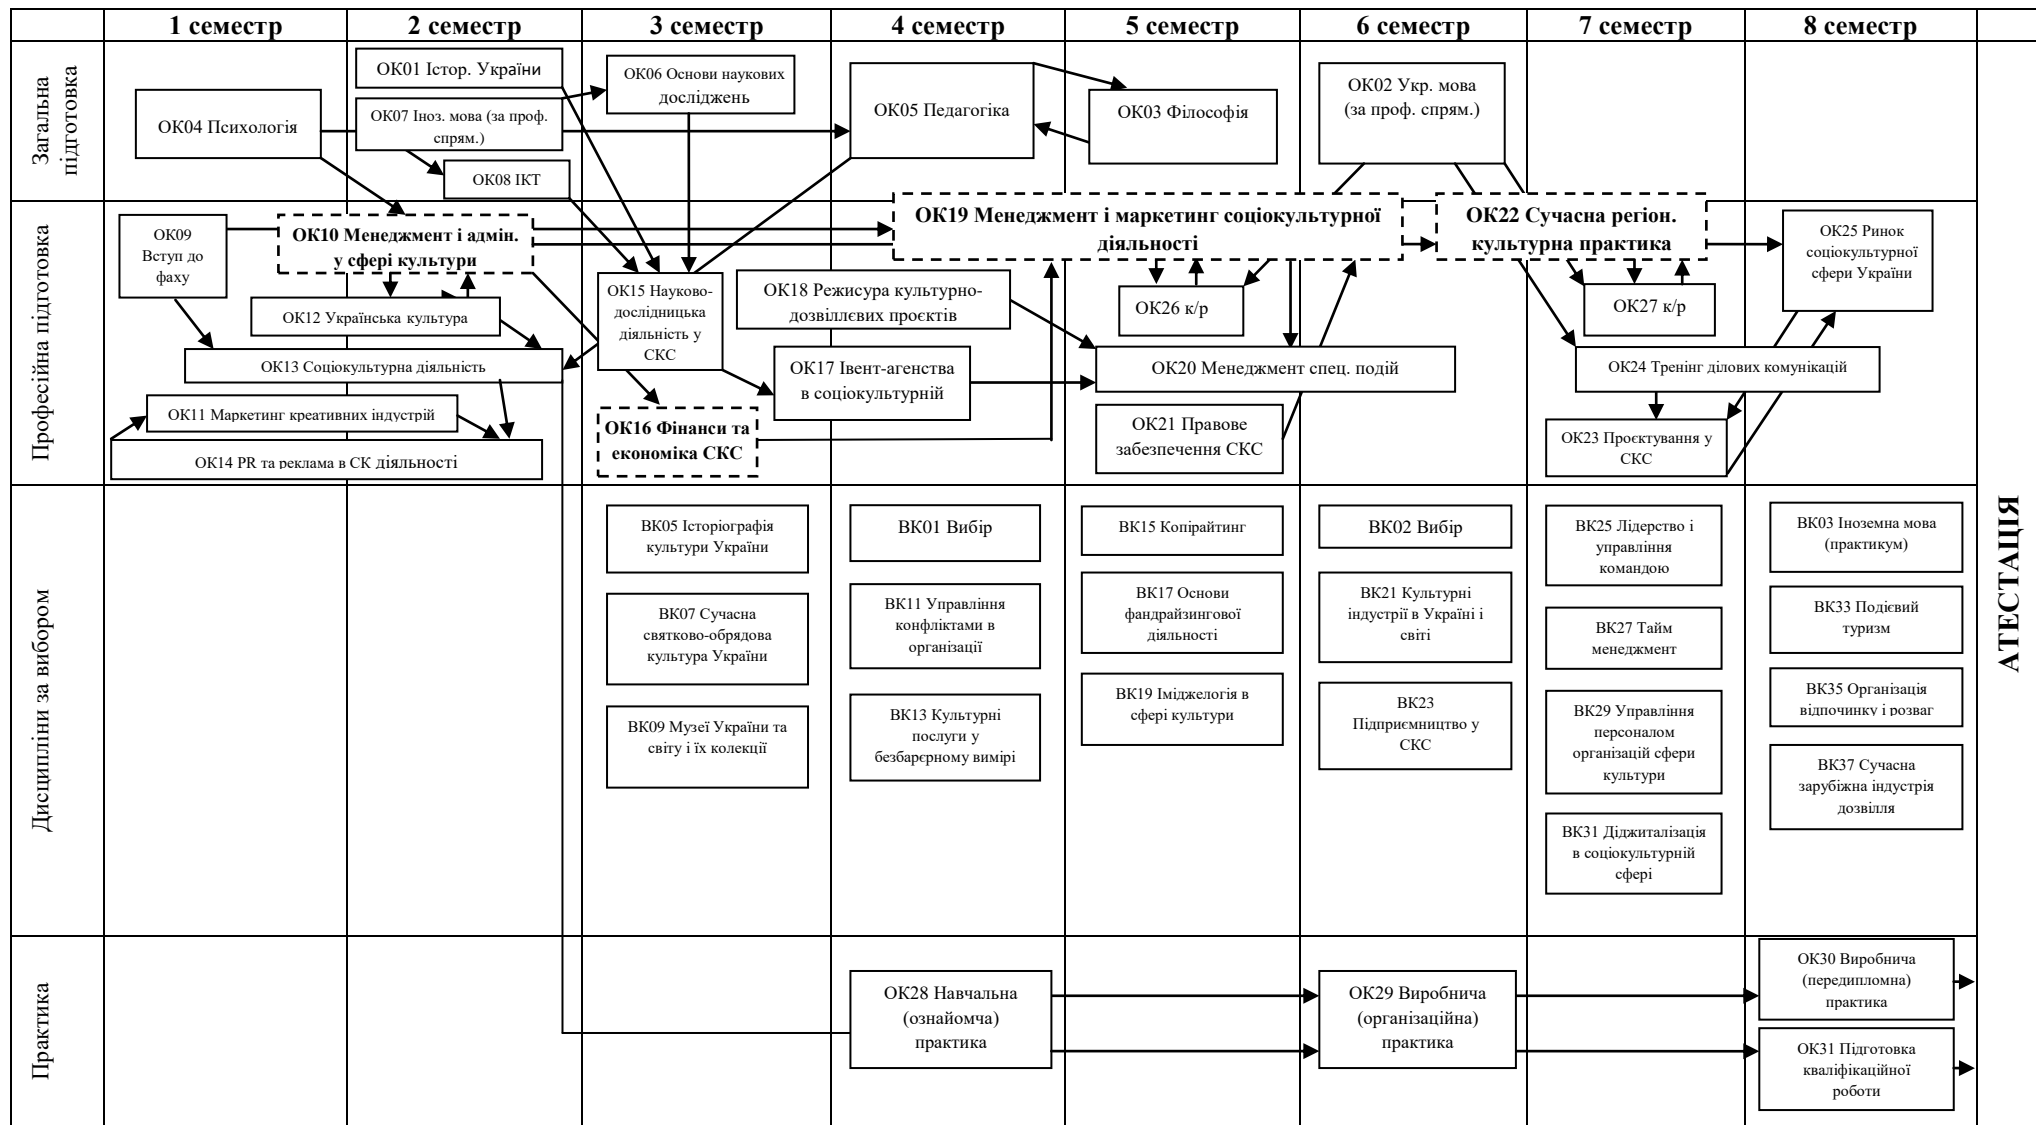 1 семестр
2 семестр
3 семестр
4 семестр
5 семестр
6 семестр
7 семестр
8 семестр
Загальна
підготовка
ОК04 Психологія
ОК01 Істор. України
ОК07 Іноз. мова (за проф.
спрям.)
ОК08 ІКТ
ОК06 Основи наукових
досліджень
ОК05 Педагогіка
ОК03 Філософія
ОК02 Укр. мова
(за проф. спрям.)
Професійна підготовка
ОК09
Вступ до
фаху
ОК10 Менеджмент і адмін.
у сфері культури
ОК12 Українська культура
ОК13 Соціокультурна діяльність
ОК11 Маркетинг креативних індустрій
ОК14 PR та реклама в СК діяльності
ОК15 Науково-
дослідницька
діяльність у
СКС
ОК16 Фінанси та
економіка СКС
ОК18 Режисура культурно-
дозвіллєвих проєктів
ОК17 Івент-агенства
в соціокультурній
ОК19 Менеджмент і маркетинг соціокультурної
діяльності
ОК26 к/р
ОК20 Менеджмент спец. подій
ОК21 Правове
забезпечення СКС
ОК22 Сучасна регіон.
культурна практика
ОК27 к/р
ОК24 Тренінг ділових комунікацій
ОК23 Проєктування у
СКС
ОК25 Ринок
соціокультурної
сфери України
Дисципліни за вибором
ВК05 Історіографія
культури України
ВК07 Сучасна
святково-обрядова
культура України
ВК09 Музеї України та
світу і їх колекції
ВК01 Вибір
ВК11 Управління
конфліктами в
організації
ВК13 Культурні
послуги у
безбарєрному вимірі
ВК15 Копірайтинг
ВК17 Основи
фандрайзингової
діяльності
ВК19 Іміджелогія в
сфері культури
ВК02 Вибір
ВК21 Культурні
індустрії в Україні і
світі
ВК23
Підприємництво у
СКС
ВК25 Лідерство і
управління
командою
ВК27 Тайм
менеджмент
ВК29 Управління
персоналом
організацій сфери
культури
ВК31 Діджиталізація
в соціокультурній
сфері
ВК03 Іноземна мова
(практикум)
ВК33 Подієвий
туризм
ВК35 Організація
відпочинку і розваг
ВК37 Сучасна
зарубіжна індустрія
дозвілля
Практика
ОК28 Навчальна
(ознайомча)
практика
ОК29 Виробнича
(організаційна)
практика
ОК30 Виробнича
(передипломна)
практика
ОК31 Підготовка
кваліфікаційної
роботи
АТЕСТАЦІЯ